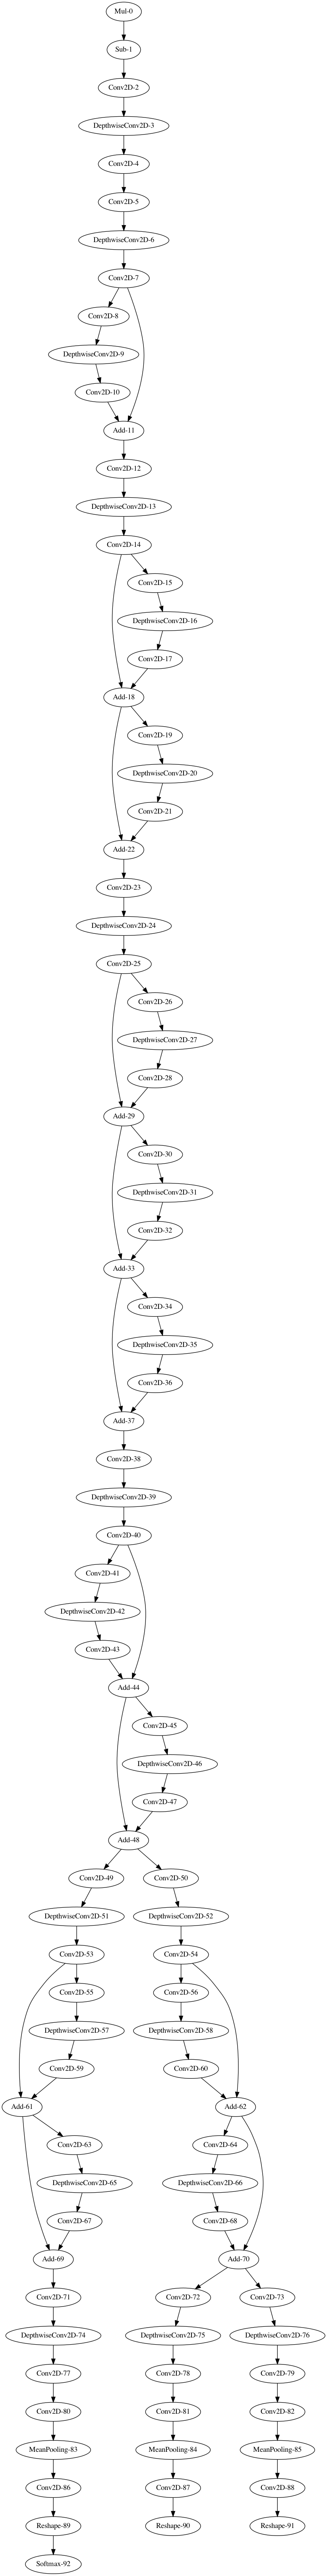 Mul-0
Sub-1
Conv2D-2
DepthwiseConv2D-3
Conv2D-4
Conv2D-5
DepthwiseConv2D-6
Conv2D-7
Conv2D-8
DepthwiseConv2D-9
Conv2D-10
Add-11
Conv2D-12
DepthwiseConv2D-13
Conv2D-14
Conv2D-15
DepthwiseConv2D-16
Conv2D-17
Add-18
Conv2D-19
DepthwiseConv2D-20
Conv2D-21
Add-22
Conv2D-23
DepthwiseConv2D-24
Conv2D-25
Conv2D-26
DepthwiseConv2D-27
Conv2D-28
Add-29
Conv2D-30
DepthwiseConv2D-31
Conv2D-32
Add-33
Conv2D-34
DepthwiseConv2D-35
Conv2D-36
Add-37
Conv2D-38
DepthwiseConv2D-39
Conv2D-40
Conv2D-41
DepthwiseConv2D-42
Conv2D-43
Add-44
Conv2D-45
DepthwiseConv2D-46
Conv2D-47
Add-48
Conv2D-49 Conv2D-50
DepthwiseConv2D-51 DepthwiseConv2D-52
Conv2D-53 Conv2D-54
Conv2D-55 Conv2D-56
DepthwiseConv2D-57 DepthwiseConv2D-58
Conv2D-59 Conv2D-60
Add-61 Add-62
Conv2D-63 Conv2D-64
DepthwiseConv2D-65 DepthwiseConv2D-66
Conv2D-67 Conv2D-68
Add-69 Add-70
Conv2D-71 Conv2D-72 Conv2D-73
DepthwiseConv2D-74 DepthwiseConv2D-75 DepthwiseConv2D-76
Conv2D-77 Conv2D-78 Conv2D-79
Conv2D-80 Conv2D-81 Conv2D-82
MeanPooling-83 MeanPooling-84 MeanPooling-85
Conv2D-86 Conv2D-87 Conv2D-88
Reshape-89 Reshape-90 Reshape-91
Softmax-92